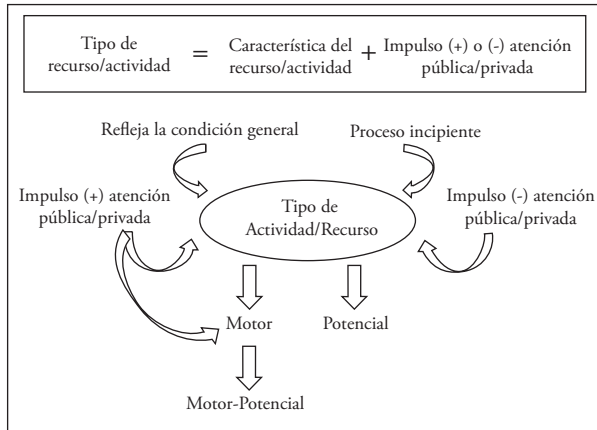 Tipo de
recurso/actividad
=
Característica del
recurso/actividad
+
Impulso (+) o (-) atención
pública/privada
Refleja la condición general
Proceso incipiente
Impulso (+) atención
pública/privada
Tipo de
Actividad/Recurso
Impulso (-) atención
pública/privada
Motor
Potencial
Motor-Potencial